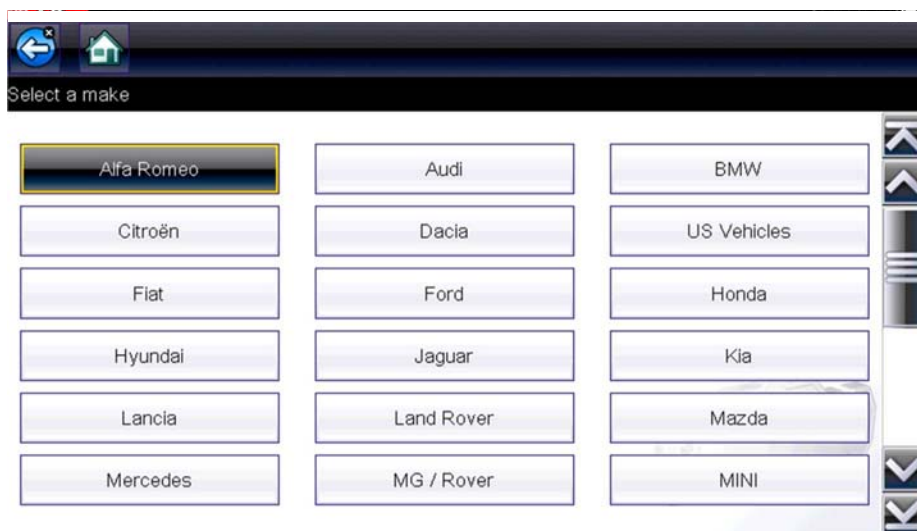 Select a make
Alfa Romeo
Audi
BMW
Citroën
Dacia
US Vehicles
Fiat
Ford
Honda
Hyundai
Jaguar
Kia
Lancia
Land Rover
Mazda
Mercedes
MG / Rover
MINI